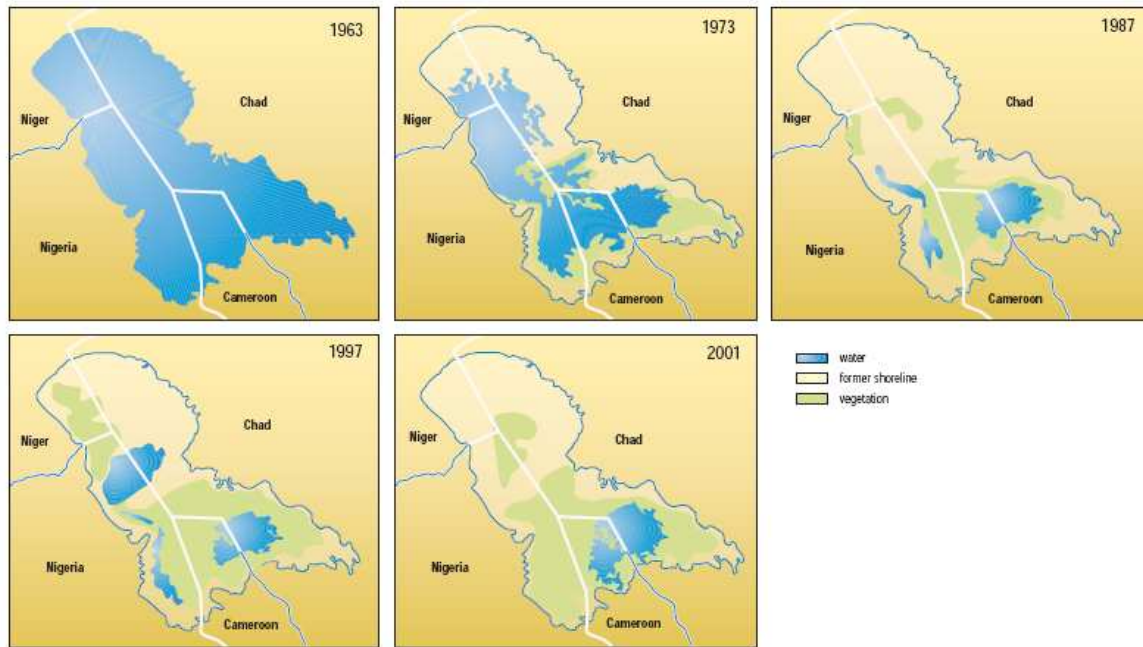 1963
Chad
Niger
Nigeria
Cameroon
1973
Chad
Niger
Nigeria
Cameroon
1987
Chad
Niger
Nigeria
Cameroon
1997
Chad
Niger
Nigeria
Cameroon
2001
Chad
Niger
Nigeria
Cameroon
water
former shoreline
vegetation